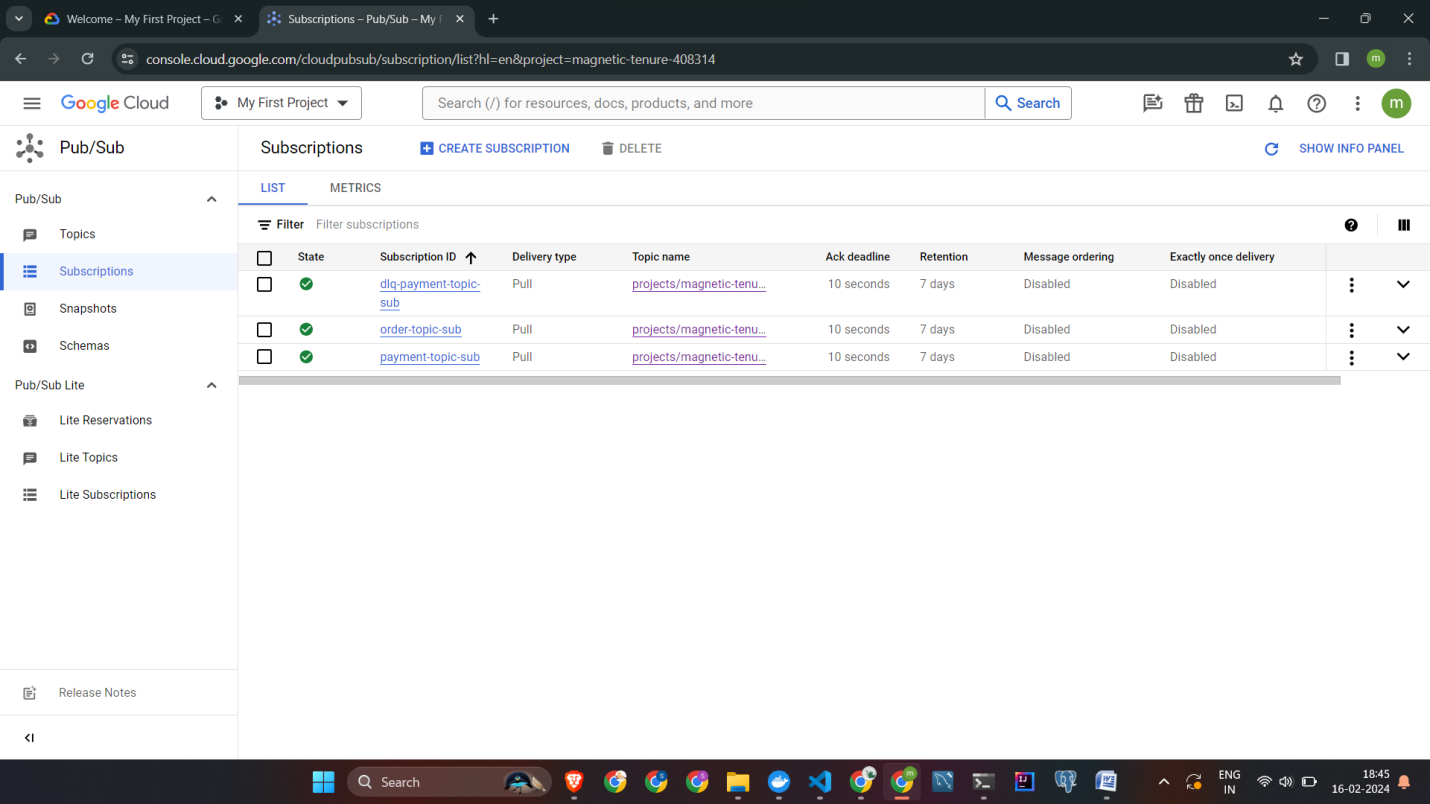 Welcome – My First Project – G
Subscriptions – Pub/Sub – My F
console.cloud.google.com/cloudpubsub/subscription/list?hl=en&project=magnetic-tenure-408314
m
Google Cloud
My First Project
Search (/) for resources, docs, products, and more
Search
m
Pub/Sub
Subscriptions
CREATE SUBSCRIPTION
DELETE
SHOW INFO PANEL
Pub/Sub
Topics
Subscriptions
Snapshots
Schemas
Pub/Sub Lite
Lite Reservations
Lite Topics
Lite Subscriptions
Release Notes
LIST METRICS
Filter Filter subscriptions
State Subscription ID Delivery type Topic name Ack deadline Retention Message ordering Exactly once delivery
dlq-payment-topic- Pull projects/magnetic-tenu... 10 seconds 7 days Disabled Disabled
sub
order-topic-sub Pull projects/magnetic-tenu... 10 seconds 7 days Disabled Disabled
payment-topic-sub Pull projects/magnetic-tenu... 10 seconds 7 days Disabled Disabled
Search
ENG
IN
18:45
16-02-2024